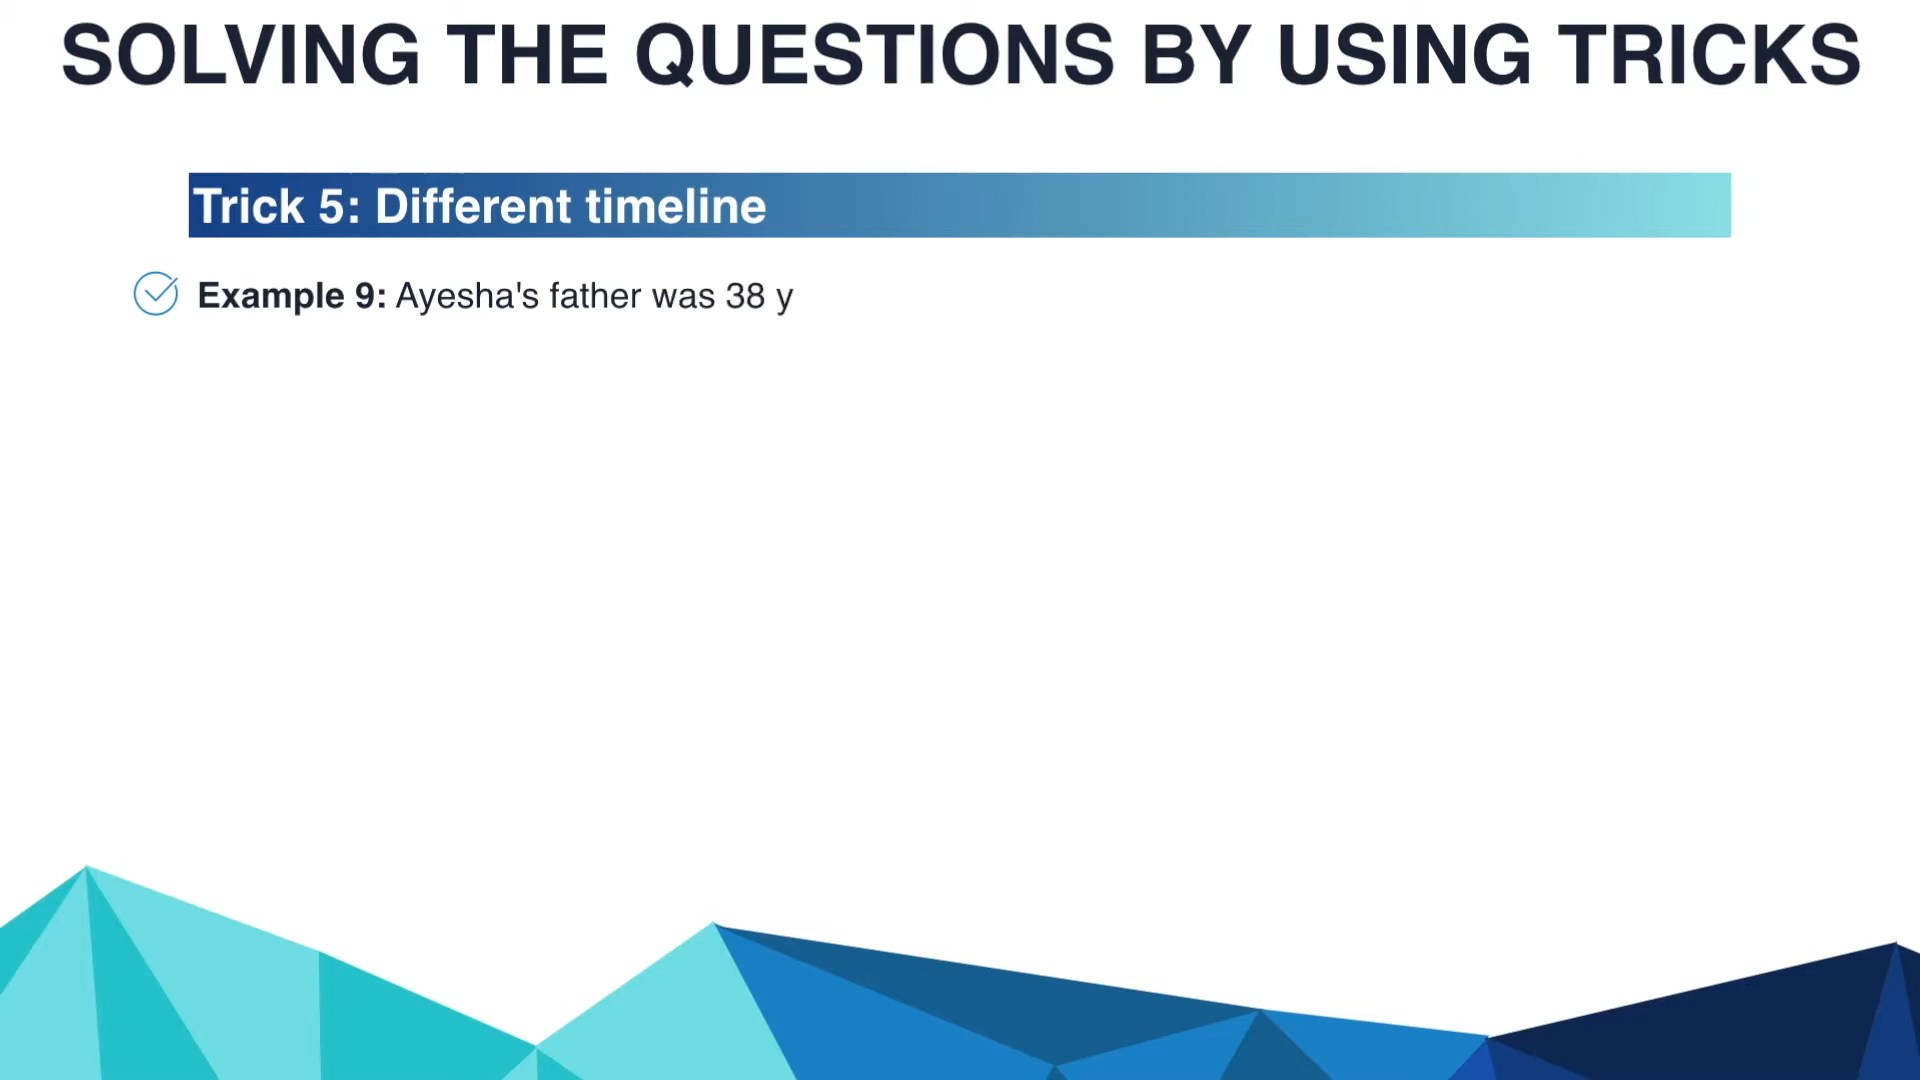 SOLVING THE QUESTIONS BY USING TRICKS
Trick 5: Different timeline
Example 9: Ayesha's father was 38 y